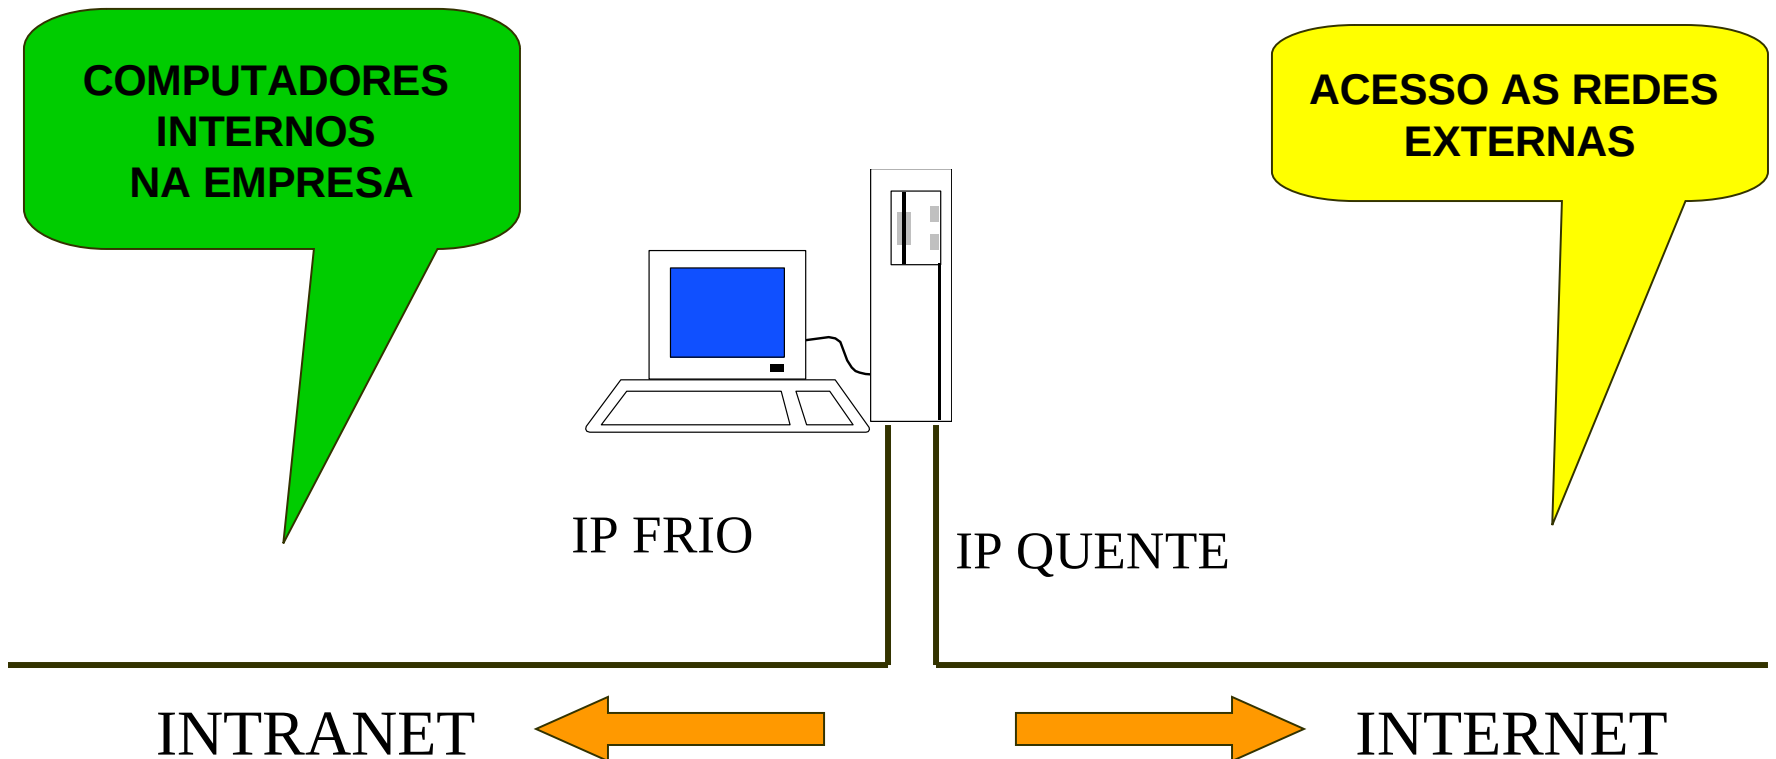 COMPUTADORES
INTERNOS
NA EMPRESA
ACESSO AS REDES
EXTERNAS
IP FRIO
IP QUENTE
INTRANET
INTERNET